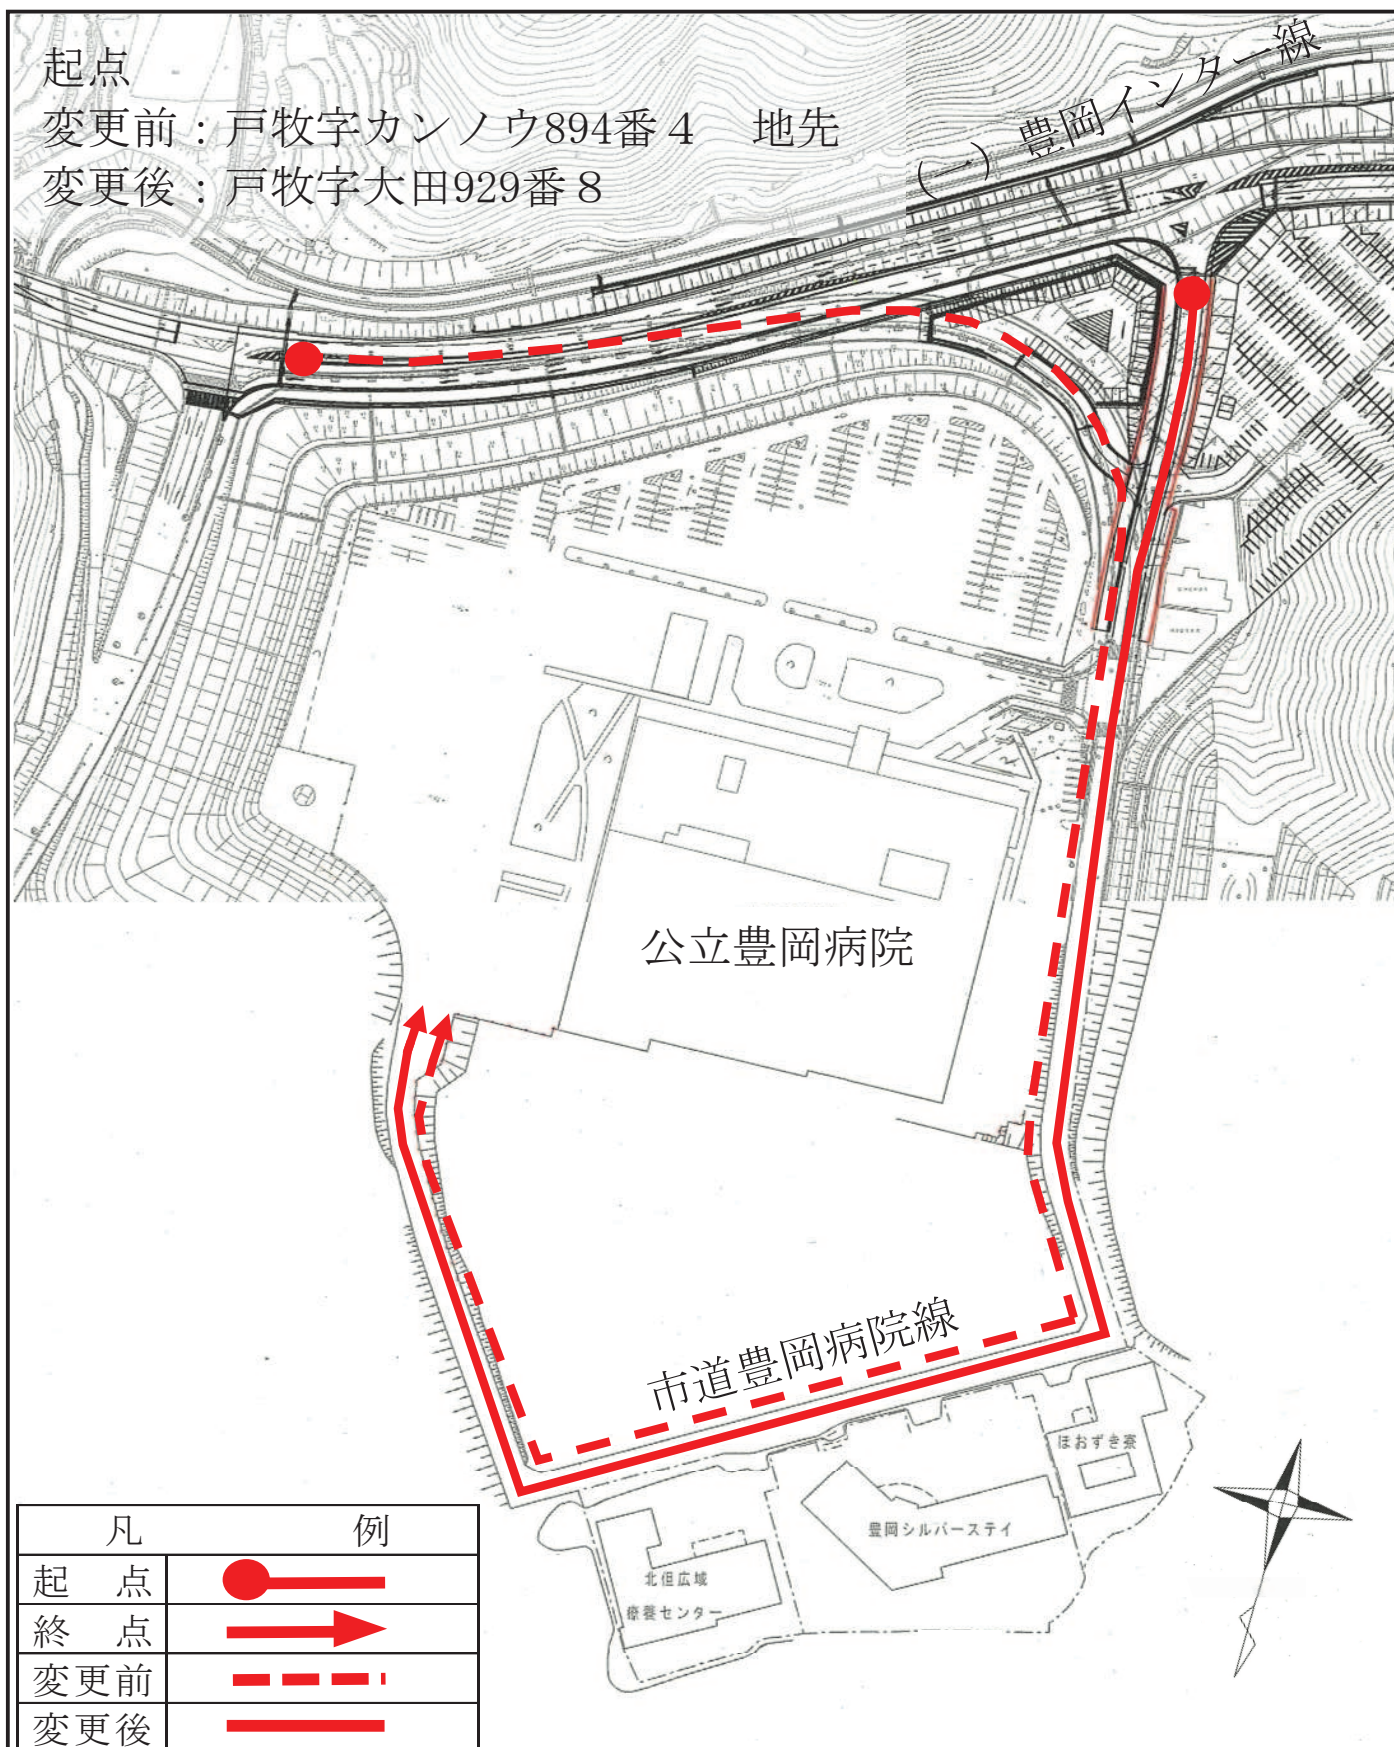 起点
変更前：戸牧字カンノウ894番４　地先
変更後：戸牧字大田929番８
(一) 豊岡インター線
公立豊岡病院
市道豊岡病院線
ほおずき寮
豊岡シルバーステイ
北但広域
療養センター
凡　例
起　点
終　点
変更前
変更後